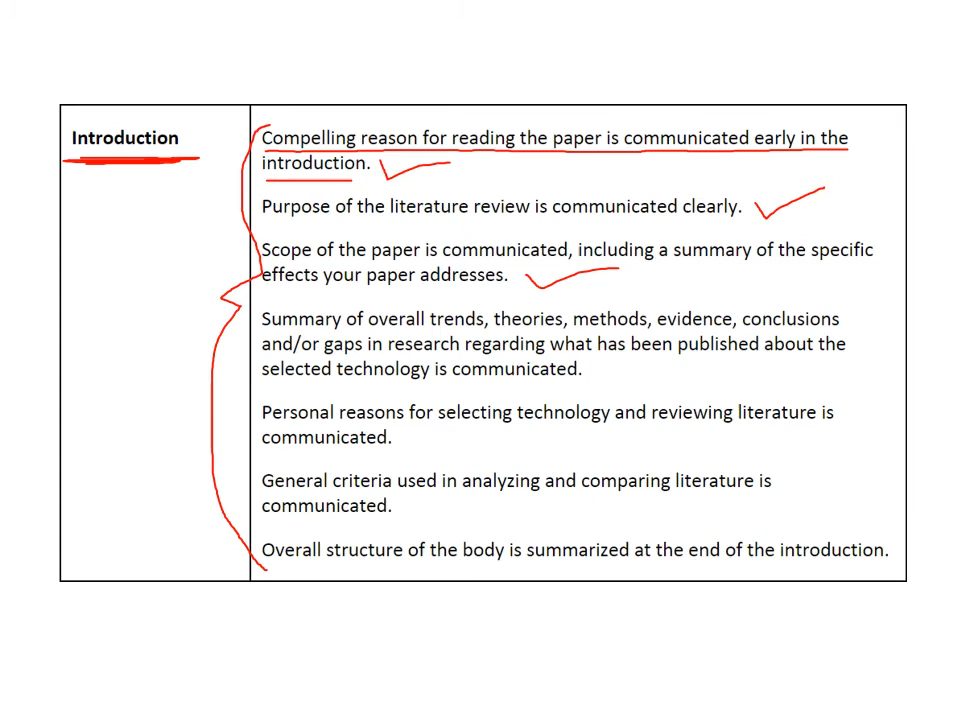 Introduction
Compelling reason for reading the paper is communicated early in the
introduction.
Purpose of the literature review is communicated clearly.
Scope of the paper is communicated, including a summary of the specific
effects your paper addresses.
Summary of overall trends, theories, methods, evidence, conclusions
and/or gaps in research regarding what has been published about the
selected technology is communicated.
Personal reasons for selecting technology and reviewing literature is
communicated.
General criteria used in analyzing and comparing literature is
communicated.
Overall structure of the body is summarized at the end of the introduction.